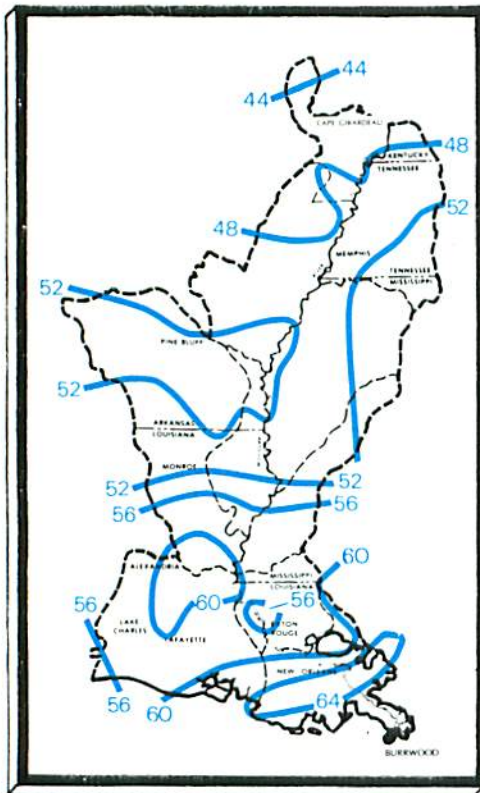 44
44
CAPE GIRARDEAU
48
KENTUCKY
TENNESSEE
52
48
MEMPHIS
TENNESSEE
MISSISSIPPI
52
PINE BLUFF
52
ARKANSAS
LOUISIANA
MONROE
52
52
56
56
60
ALEXANDRIA
MISSISSIPPI
LOUISIANA
60
56
56
BATON
ROUGE
LAKE
CHARLES
LAFAYETTE
NEW ORLEANS
56
60
64
BURRWOOD